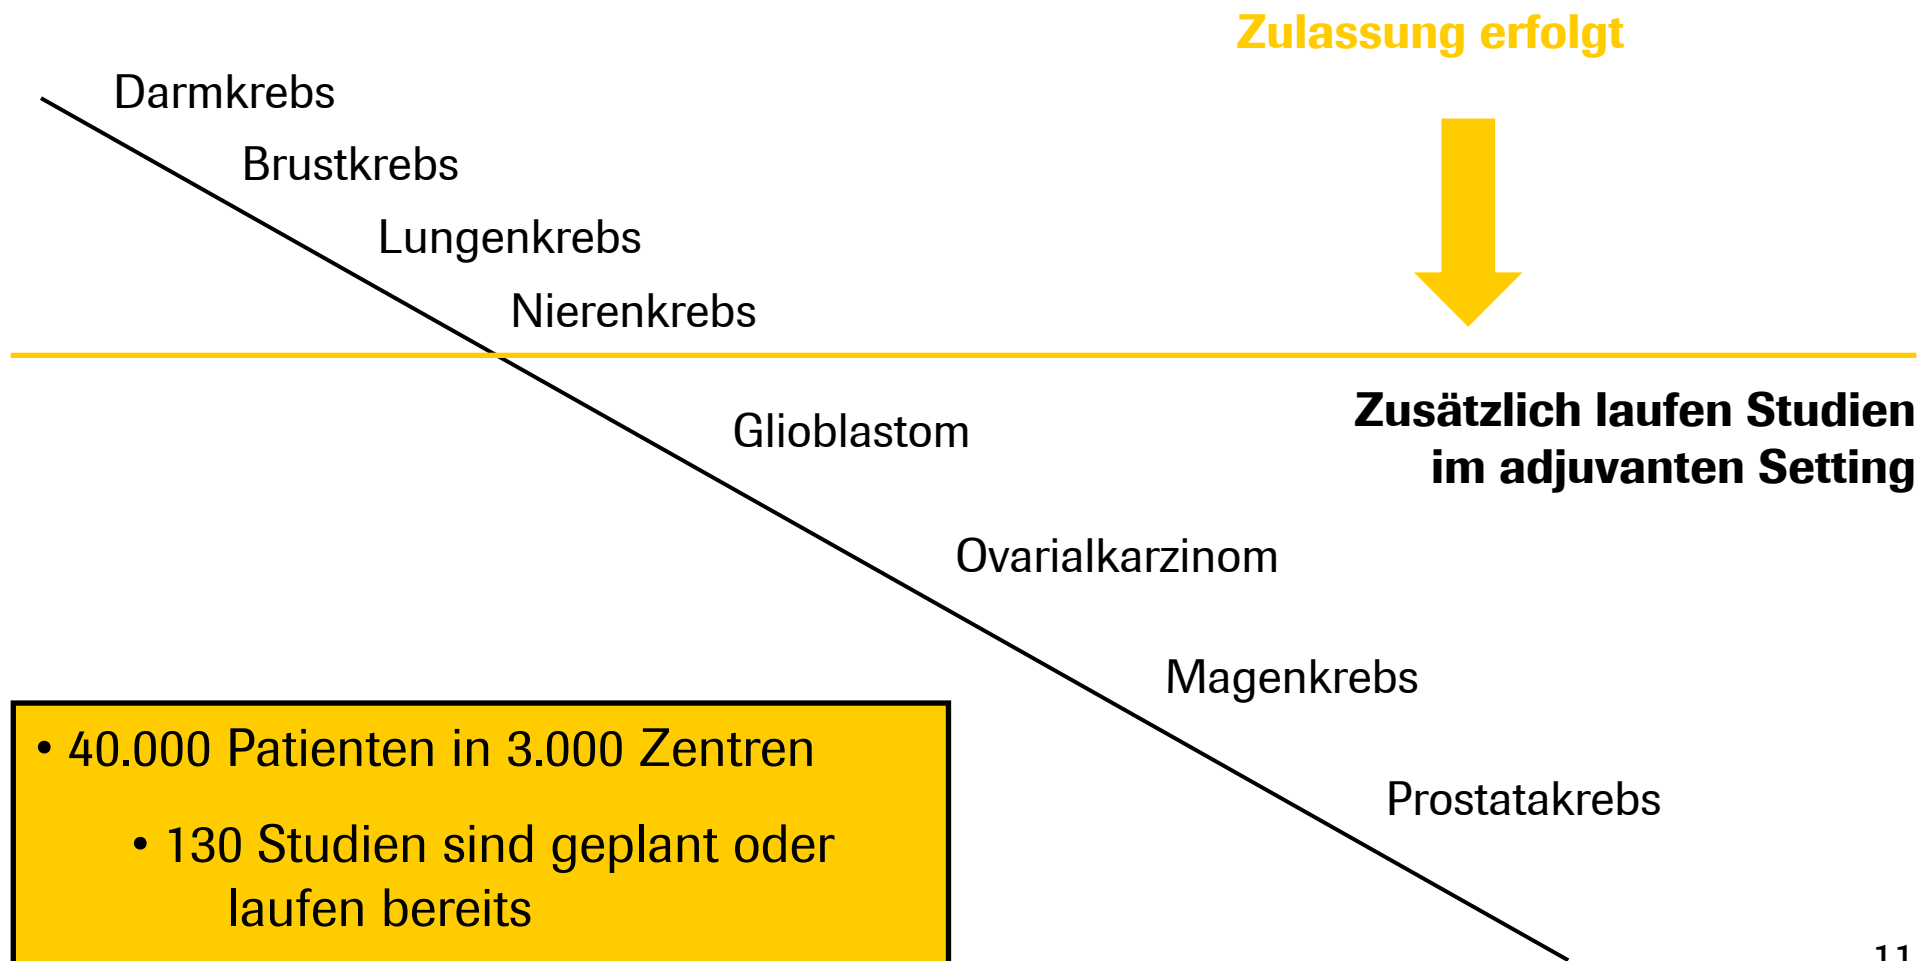 Zulassung erfolgt
Darmkrebs
Brustkrebs
Lungenkrebs
Nierenkrebs
Glioblastom
Zusätzlich laufen Studien
im adjuvanten Setting
Ovarialkarzinom
Magenkrebs
Prostatakrebs
• 40.000 Patienten in 3.000 Zentren
• 130 Studien sind geplant oder
laufen bereits
11